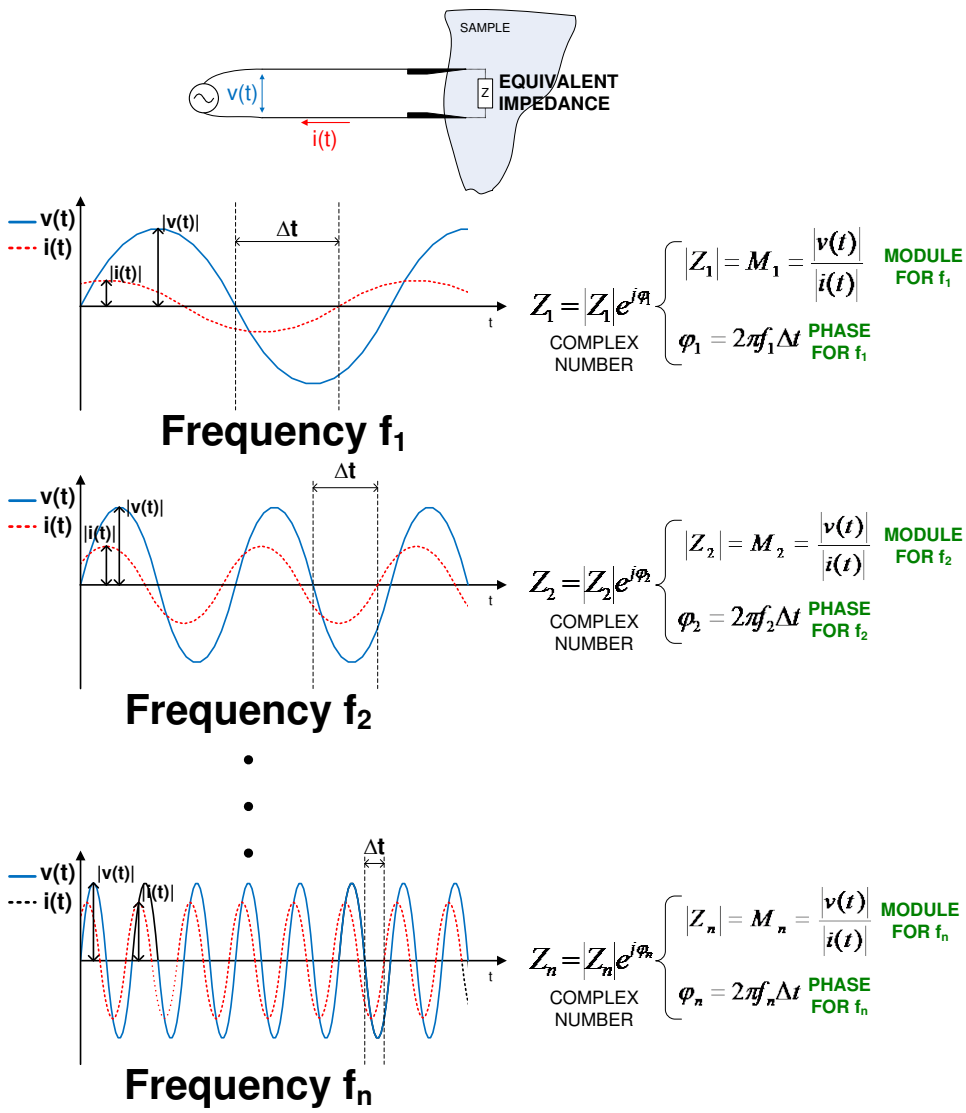 SAMPLE
v(t)
Z
EQUIVALENT
IMPEDANCE
i(t)
v(t)
i(t)
|v(t)|
|i(t)|
Δt
t
Z₁ = |Z₁|e^{jφ₁}
COMPLEX
NUMBER
|Z₁| = M₁ = |v(t)| / |i(t)|
MODULE
FOR f₁
φ₁ = 2πf₁Δt
PHASE
FOR f₁
Frequency f₁
v(t)
i(t)
|v(t)|
|i(t)|
Δt
t
Z₂ = |Z₂|e^{jφ₂}
COMPLEX
NUMBER
|Z₂| = M₂ = |v(t)| / |i(t)|
MODULE
FOR f₂
φ₂ = 2πf₂Δt
PHASE
FOR f₂
Frequency f₂
v(t)
i(t)
|v(t)|
|i(t)|
Δt
t
Zₙ = |Zₙ|e^{jφₙ}
COMPLEX
NUMBER
|Zₙ| = Mₙ = |v(t)| / |i(t)|
MODULE
FOR fₙ
φₙ = 2πfₙΔt
PHASE
FOR fₙ
Frequency fₙ